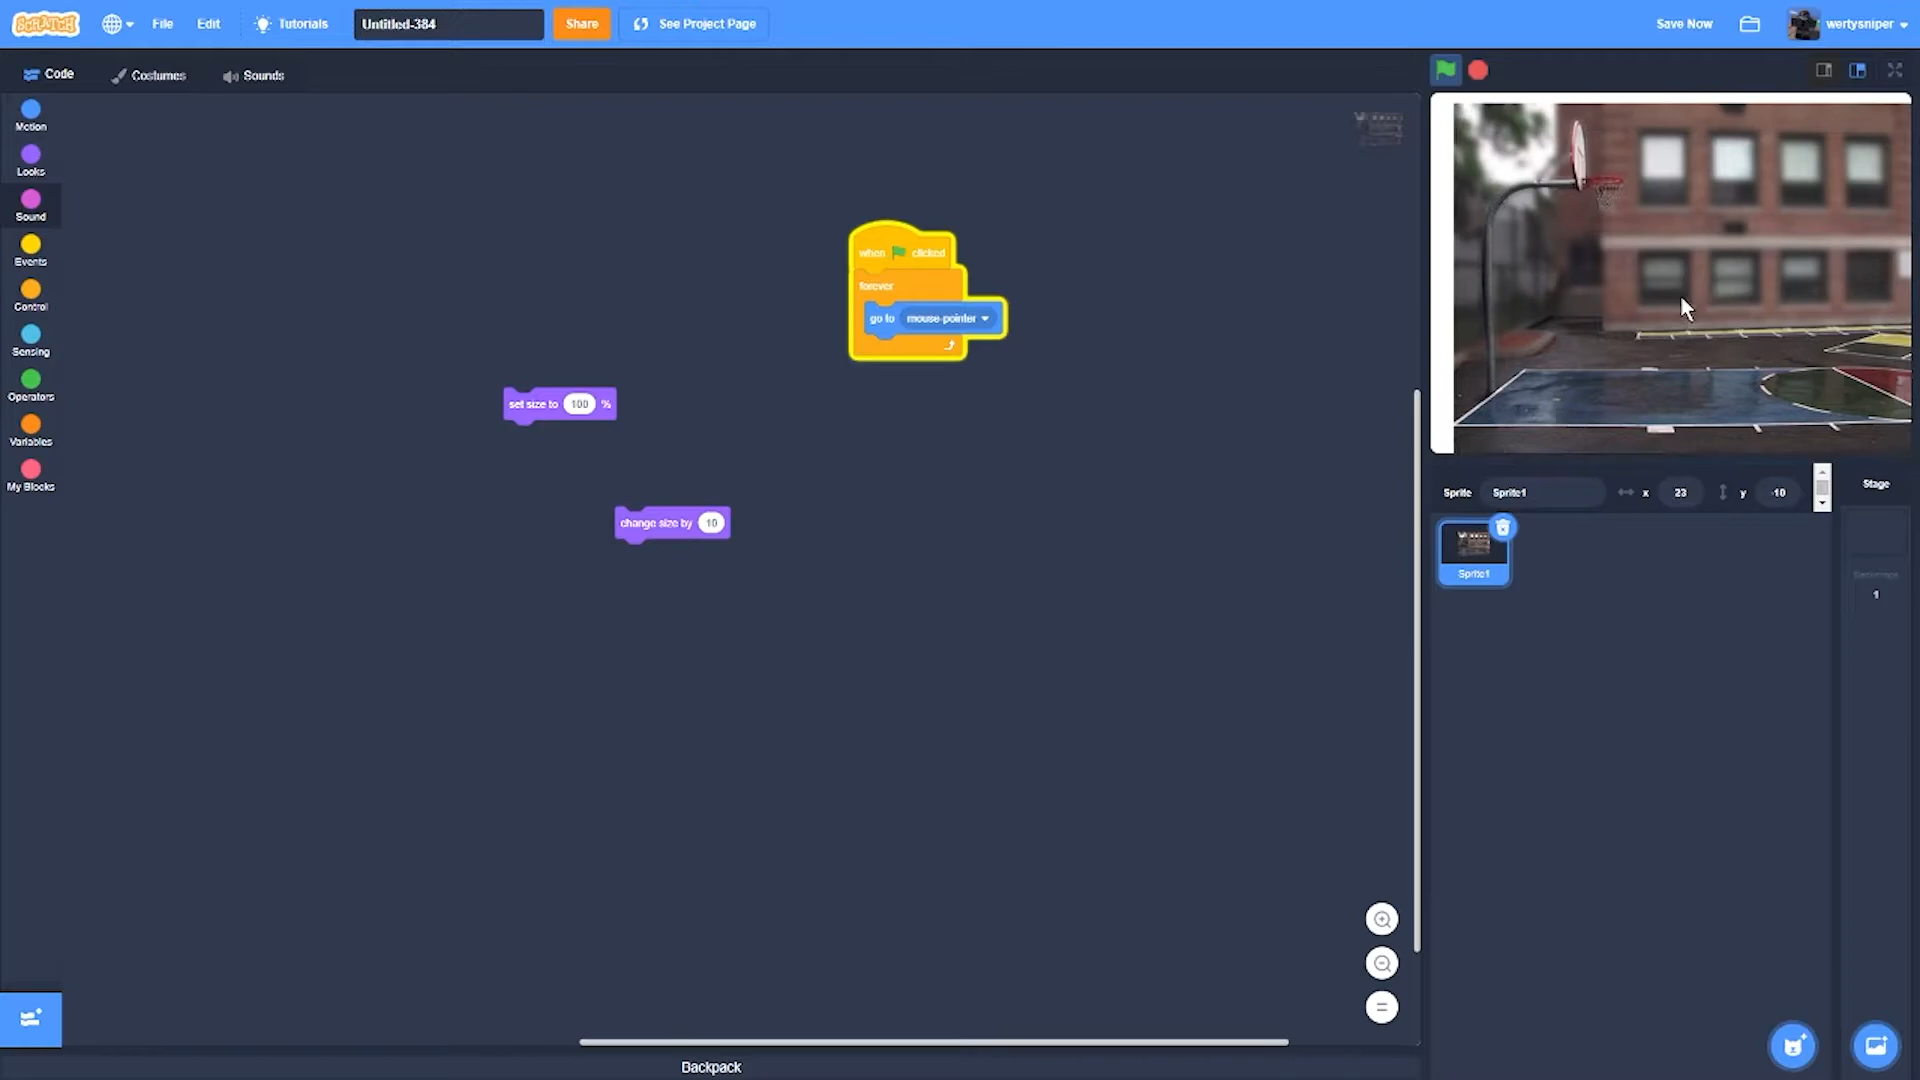 SCRATCH
File
Edit
Tutorials
Untitled-384
Share
See Project Page
Save Now
wertysniper
Code
Costumes
Sounds
Motion
Looks
Sound
Events
Control
Sensing
Operators
Variables
My Blocks
when clicked
forever
go to mouse-pointer
set size to 100 %
change size by 10
Sprite Sprite1 x 23 y -10
Stage
Sprite1
Backdrops
1
Backpack